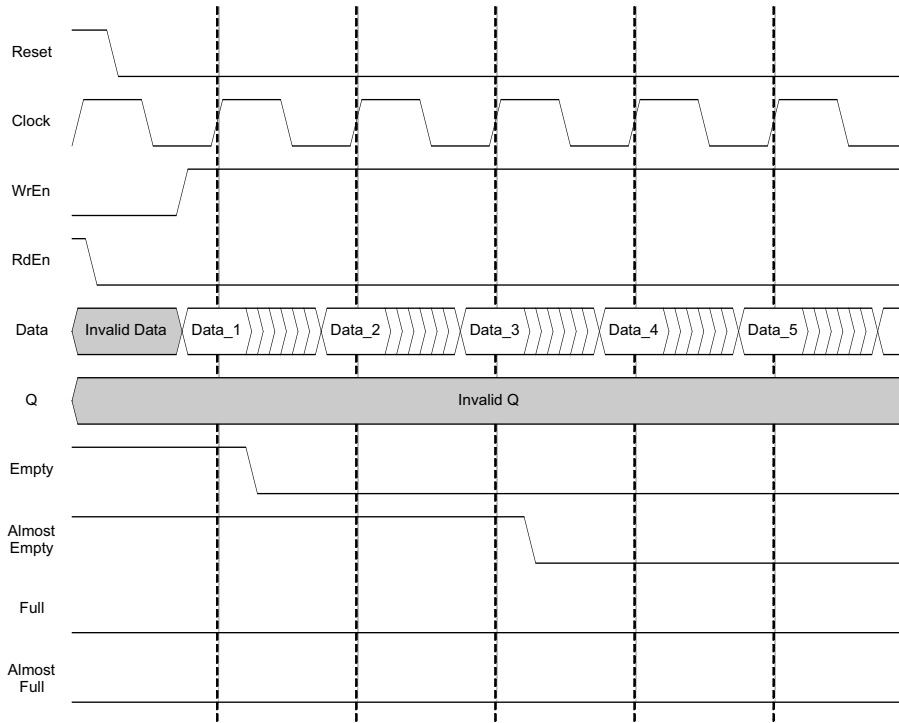 Reset
Clock
WrEn
RdEn
Data
Invalid Data
Data_1
Data_2
Data_3
Data_4
Data_5
Q
Invalid Q
Empty
Almost
Empty
Full
Almost
Full